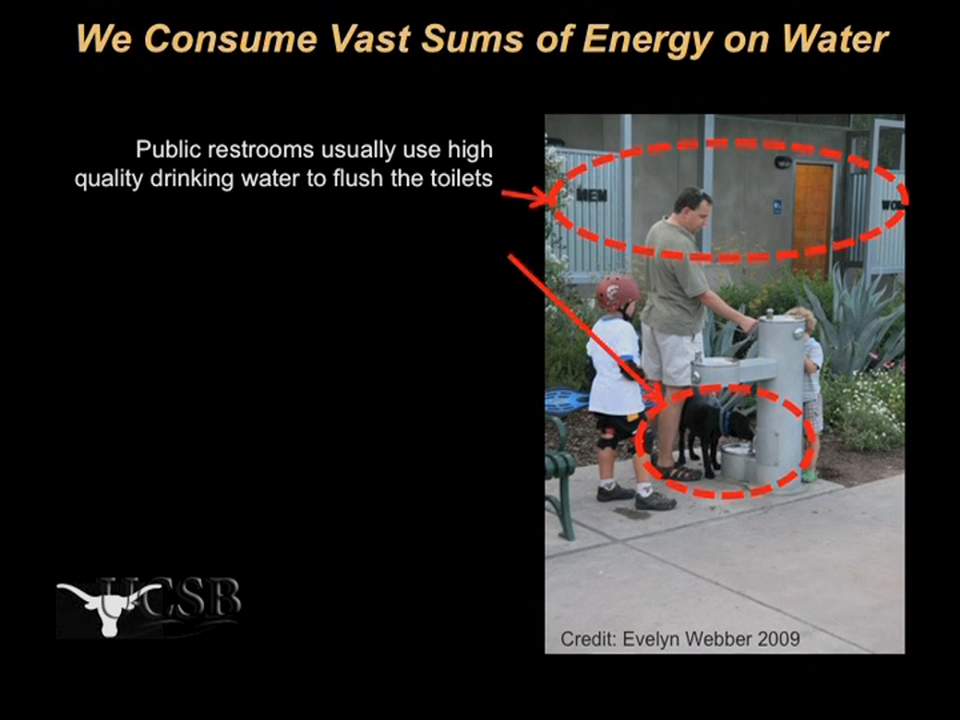 We Consume Vast Sums of Energy on Water
Public restrooms usually use high
quality drinking water to flush the toilets
MEN
WO
UCSB
Credit: Evelyn Webber 2009